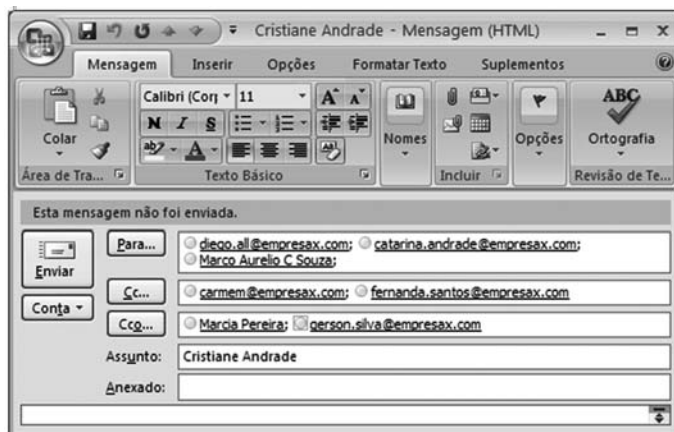 Cristiane Andrade - Mensagem (HTML)
Mensagem Inserir Opções Formatar Texto Suplementos
Colar
Calibri (Corp 11 A A
N I S
ab A
Nomes
Opções
ABC
Ortografia
Área de Tra... Texto Básico Incluir Revisão de Te...
Esta mensagem não foi enviada.
Enviar
Conta
Para... diego.all@empresax.com; catarina.andrade@empresax.com;
Marco Aurelio C Souza;
Cc... carmem@empresax.com; fernanda.santos@empresax.com
Cco... Marcia Pereira; gerson.silva@empresax.com
Assunto: Cristiane Andrade
Anexado: